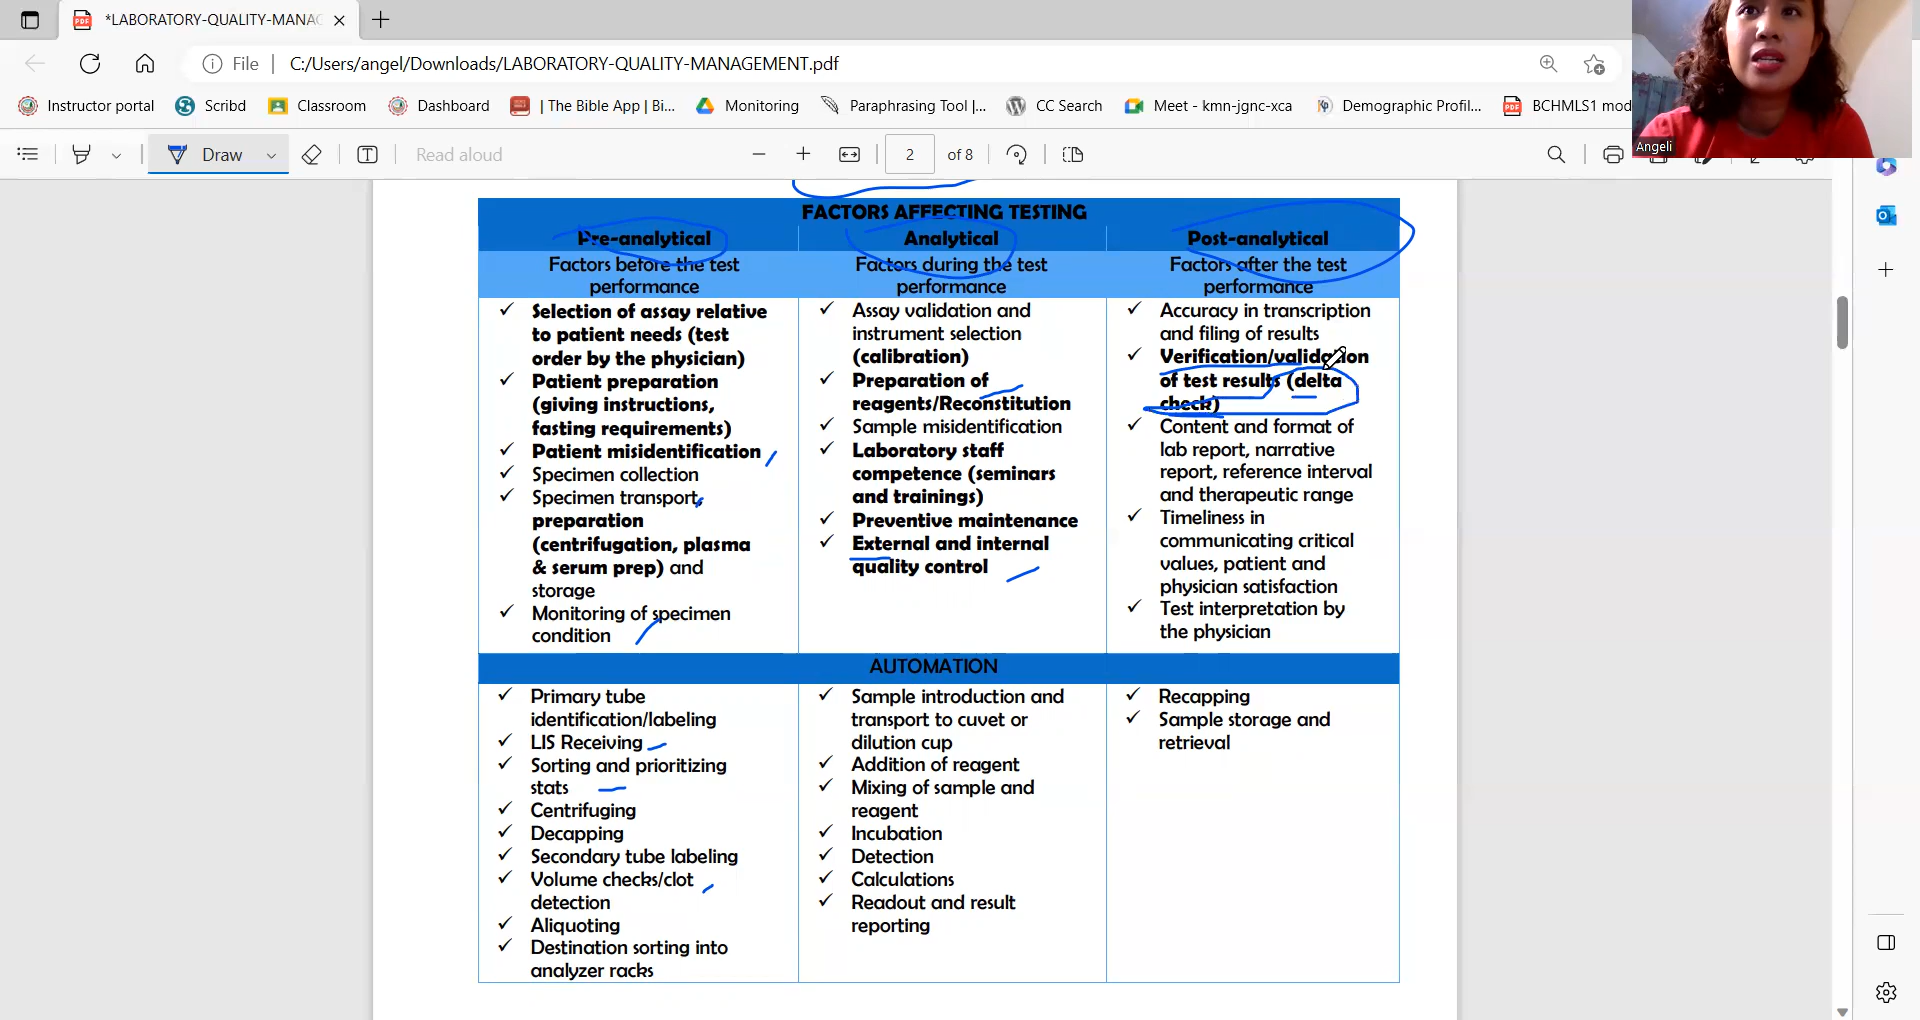 *LABORATORY-QUALITY-MANAG
File
C:/Users/angel/Downloads/LABORATORY-QUALITY-MANAGEMENT.pdf
Instructor portal
Scribd
Classroom
Dashboard
| The Bible App | Bi...
Monitoring
Paraphrasing Tool |...
CC Search
Meet - kmn-jgnc-xca
Demographic Profil...
BCHMLS1 mod
Angeli
Draw
Read aloud
2
of 8
FACTORS AFFECTING TESTING
Pre-analytical
Factors before the test
performance
✓ Selection of assay relative
to patient needs (test
order by the physician)
✓ Patient preparation
(giving instructions,
fasting requirements)
✓ Patient misidentification
✓ Specimen collection
✓ Specimen transport,
preparation
(centrifugation, plasma
& serum prep) and
storage
✓ Monitoring of specimen
condition
Analytical
Factors during the test
performance
✓ Assay validation and
instrument selection
(calibration)
✓ Preparation of
reagents/Reconstitution
✓ Sample misidentification
✓ Laboratory staff
competence (seminars
and trainings)
✓ Preventive maintenance
✓ External and internal
quality control
Post-analytical
Factors after the test
performance
✓ Accuracy in transcription
and filing of results
✓ Verification/validation
of test results (delta
check)
✓ Content and format of
lab report, narrative
report, reference interval
and therapeutic range
✓ Timeliness in
communicating critical
values, patient and
physician satisfaction
✓ Test interpretation by
the physician
AUTOMATION
✓ Primary tube
identification/labeling
✓ LIS Receiving
✓ Sorting and prioritizing
stats
✓ Centrifuging
✓ Decapping
✓ Secondary tube labeling
✓ Volume checks/clot
detection
✓ Aliquoting
✓ Destination sorting into
analyzer racks
✓ Sample introduction and
transport to cuvet or
dilution cup
✓ Addition of reagent
✓ Mixing of sample and
reagent
✓ Incubation
✓ Detection
✓ Calculations
✓ Readout and result
reporting
✓ Recapping
✓ Sample storage and
retrieval